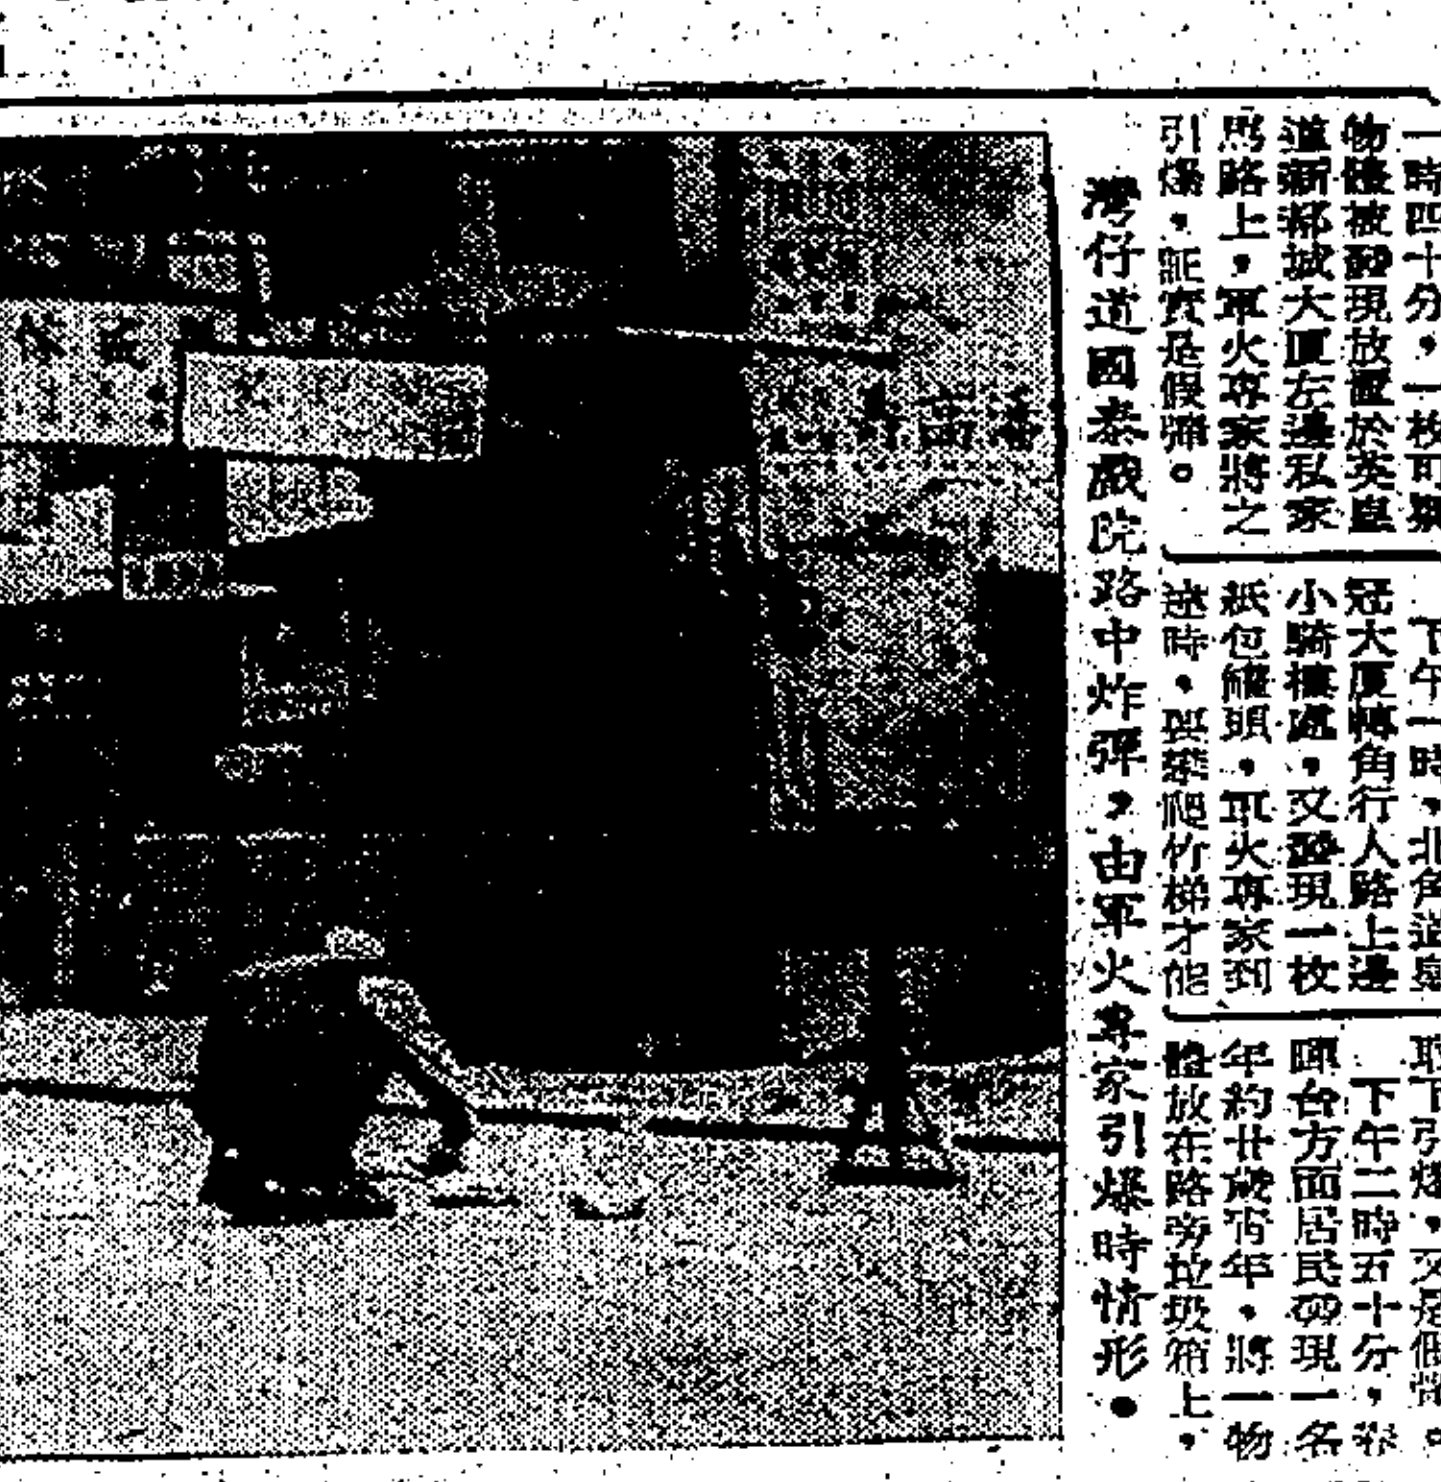 一時四十分，一枚可疑
物體被發現放置於英皇
道新都城大厦左邊私家
馬路上，軍火專家將之
引爆，証實是假彈。
下午一時，北角道皇
冠大厦轉角行人路上邊
小騎樓處，又發現一枚
紙包罐頭，軍火專家到
達時，要攀爬竹梯才能
取下引爆，又是假彈。
下午二時五十分，春
暉台方面居民發現一名
年約廿歲青年，將一物
體放在路旁垃圾箱上，
灣仔道國泰戲院路中炸彈，由軍火專家引爆時情形。